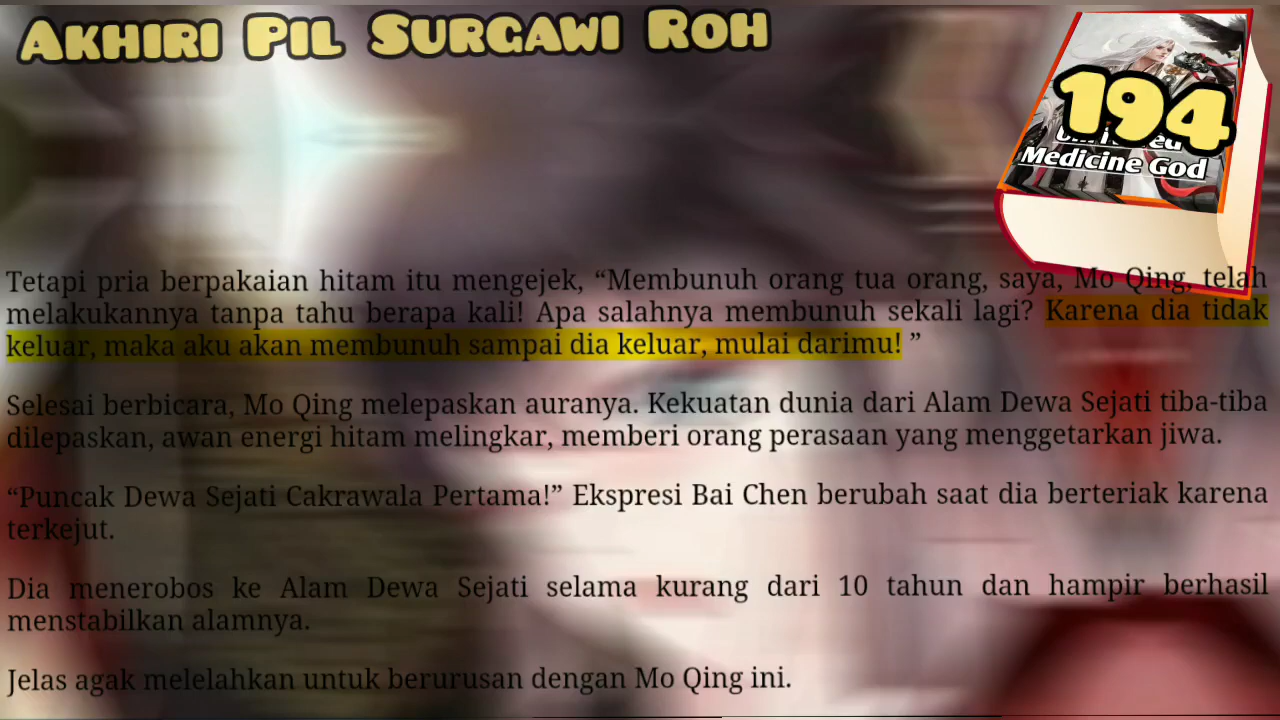 Akhiri Pil Surgawi Roh
194
Medicine God
Tetapi pria berpakaian hitam itu mengejek, “Membunuh orang tua orang, saya, Mo Qing, telah
melakukannya tanpa tahu berapa kali! Apa salahnya membunuh sekali lagi? Karena dia tidak
keluar, maka aku akan membunuh sampai dia keluar, mulai darimu! ”
Selesai berbicara, Mo Qing melepaskan auranya. Kekuatan dunia dari Alam Dewa Sejati tiba-tiba
dilepaskan, awan energi hitam melingkar, memberi orang perasaan yang menggetarkan jiwa.
“Puncak Dewa Sejati Cakrawala Pertama!” Ekspresi Bai Chen berubah saat dia berteriak karena
terkejut.
Dia menerobos ke Alam Dewa Sejati selama kurang dari 10 tahun dan hampir berhasil
menstabilkan alamnya.
Jelas agak melelahkan untuk berurusan dengan Mo Qing ini.